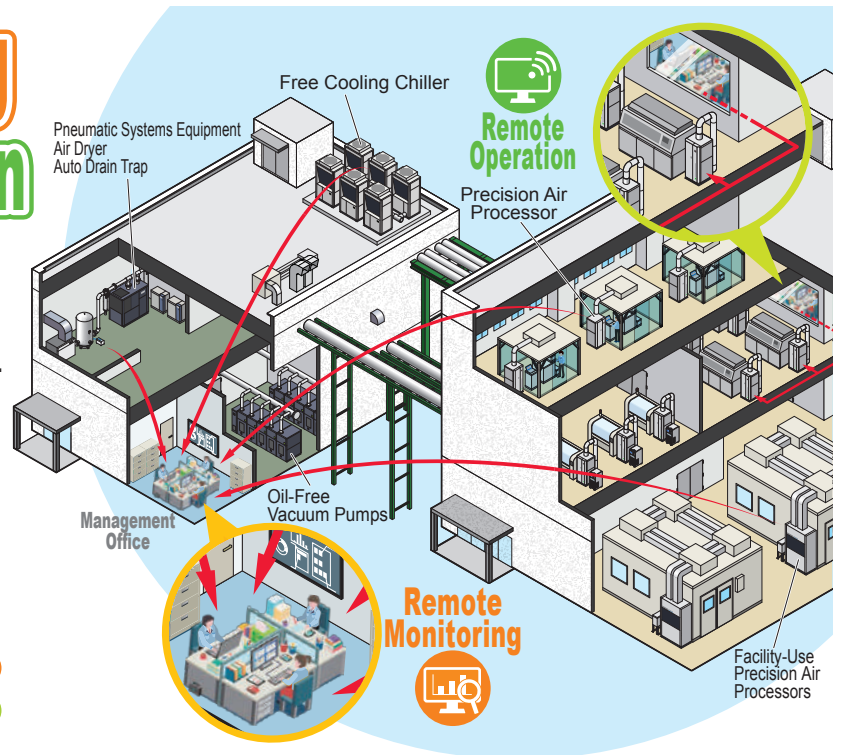 Free Cooling Chiller
Pneumatic Systems Equipment
Air Dryer
Auto Drain Trap
Remote
Operation
Precision Air
Processor
Oil-Free
Vacuum Pumps
Management
Office
Remote
Monitoring
Facility-Use
Precision Air
Processors